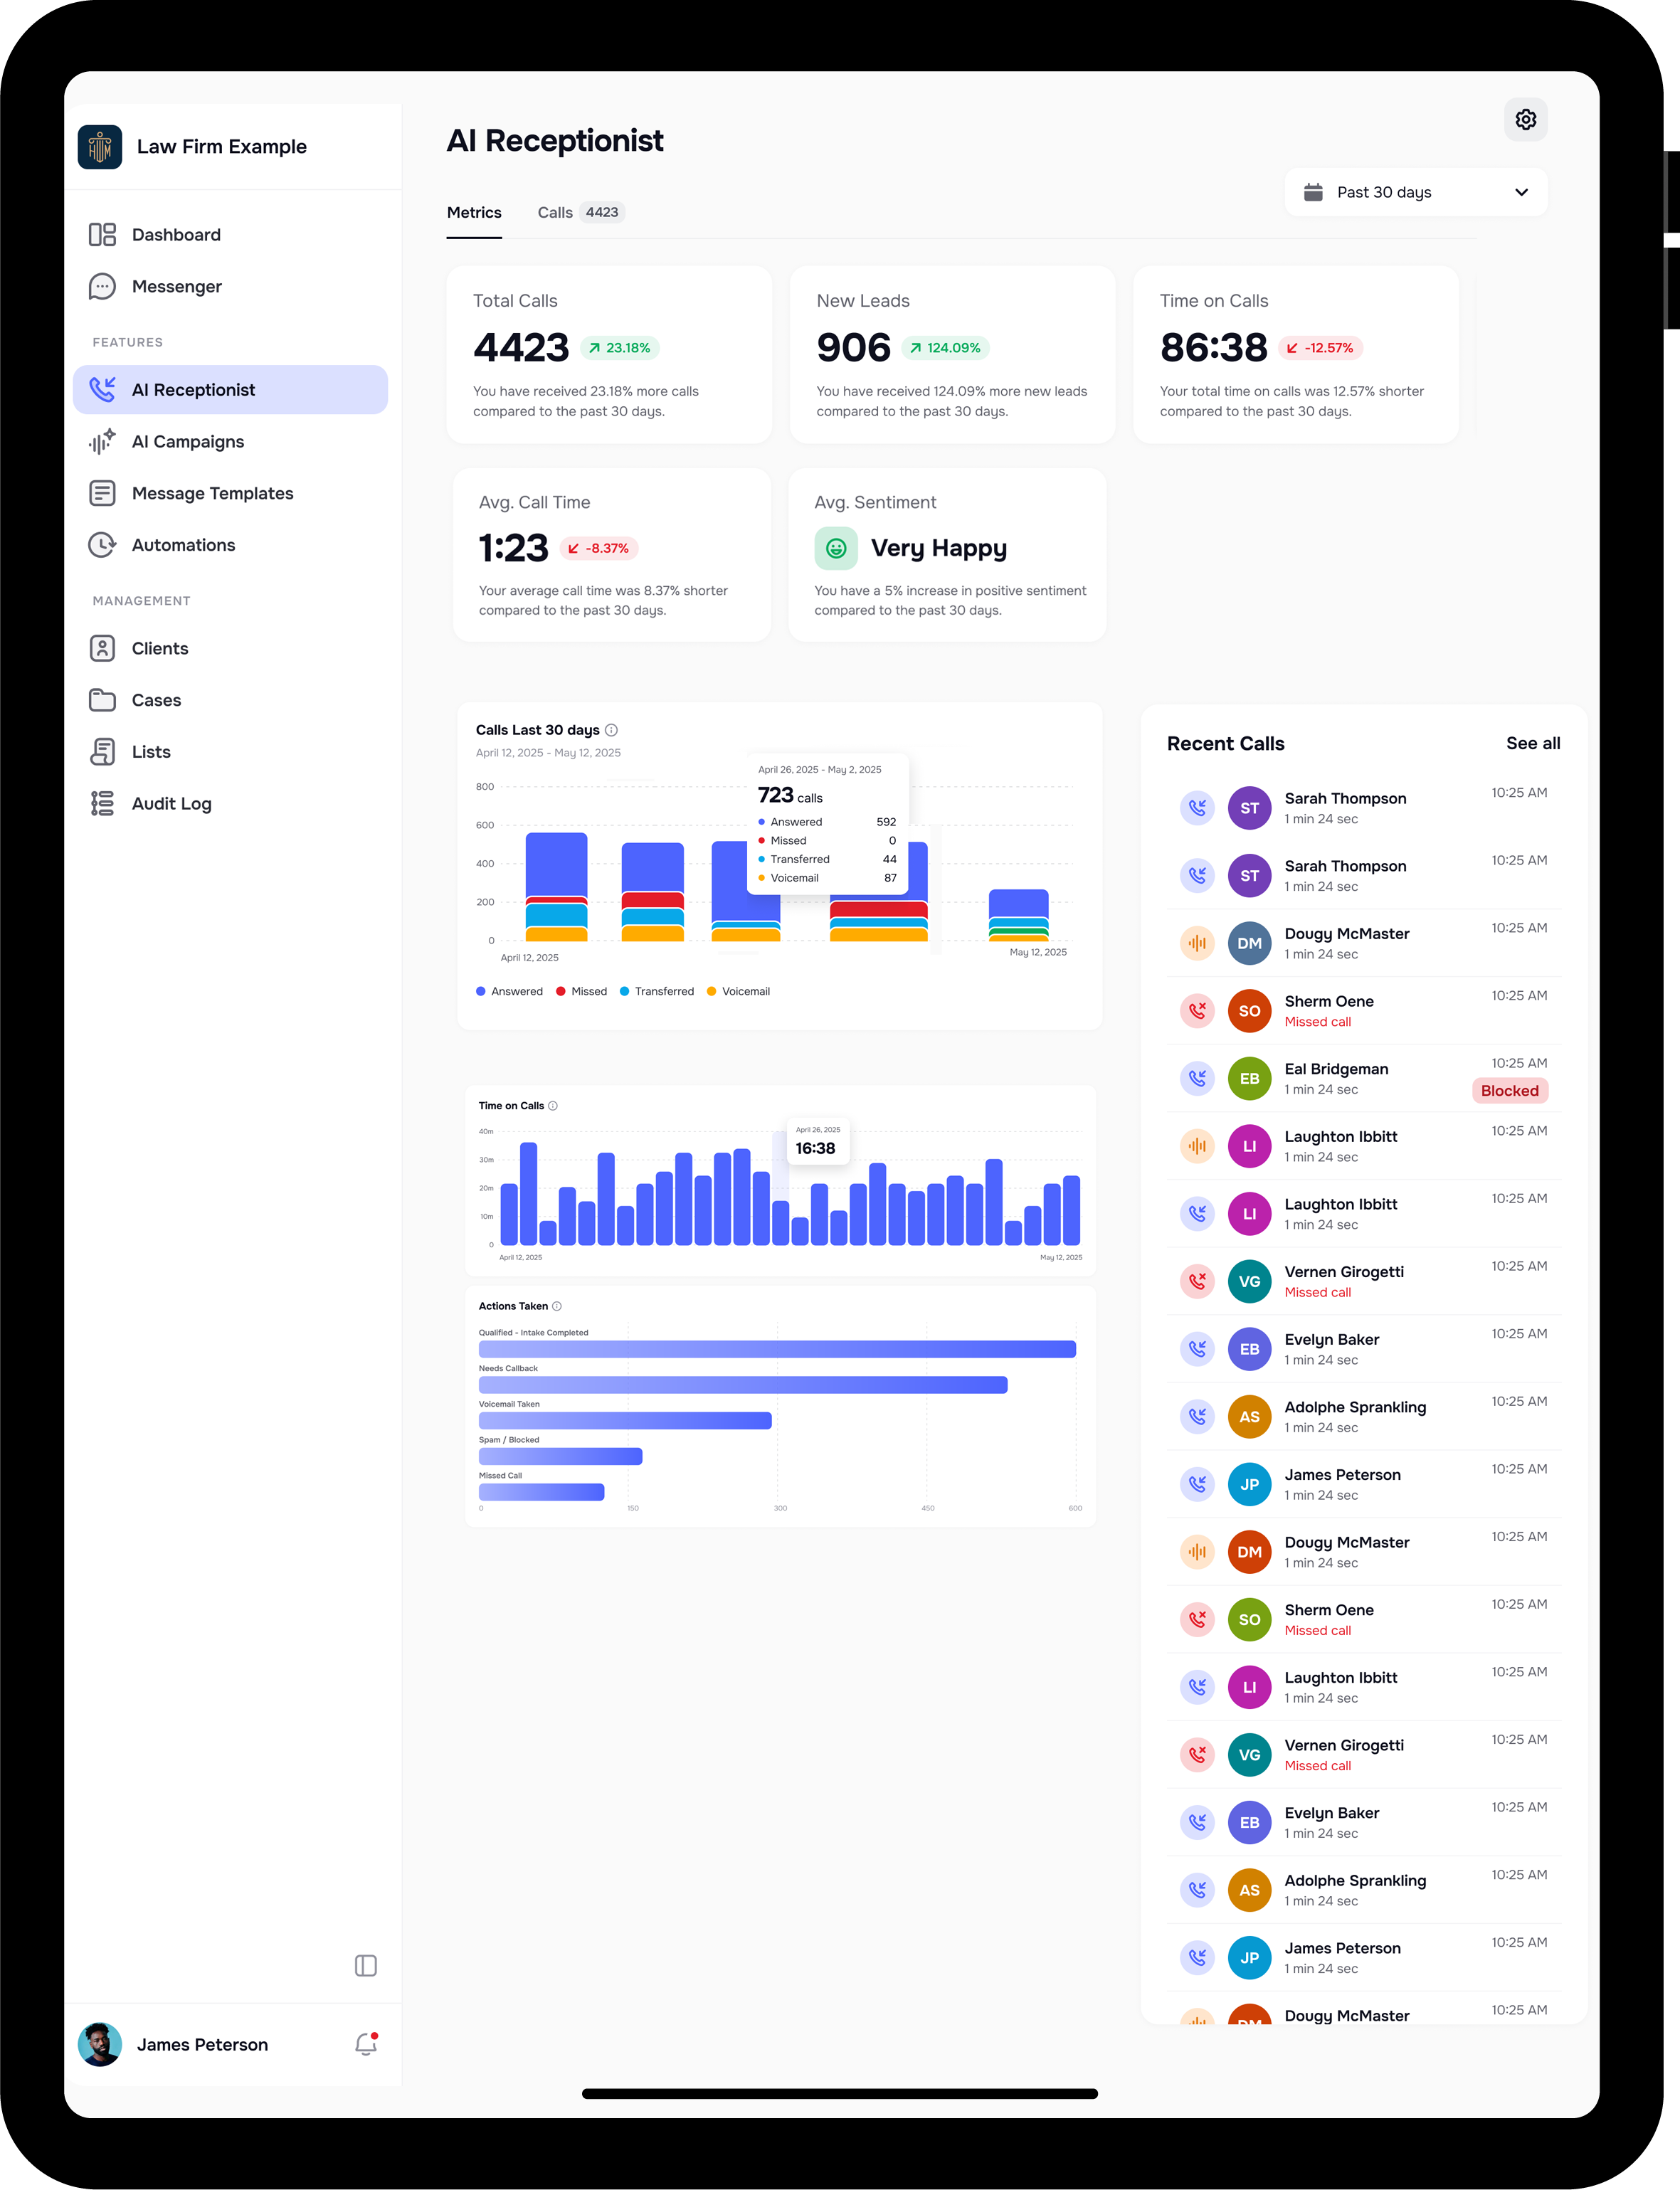 Law Firm Example
Dashboard
Messenger
FEATURES
AI Receptionist
AI Campaigns
Message Templates
Automations
MANAGEMENT
Clients
Cases
Lists
Audit Log
James Peterson
AI Receptionist
Past 30 days
Metrics
Calls 4423
Total Calls
4423 23.18%
You have received 23.18% more calls
compared to the past 30 days.
New Leads
906 124.09%
You have received 124.09% more new leads
compared to the past 30 days.
Time on Calls
86:38 -12.57%
Your total time on calls was 12.57% shorter
compared to the past 30 days.
Avg. Call Time
1:23 -8.37%
Your average call time was 8.37% shorter
compared to the past 30 days.
Avg. Sentiment
Very Happy
You have a 5% increase in positive sentiment
compared to the past 30 days.
Calls Last 30 days
April 12, 2025 - May 12, 2025
800
600
400
200
0
April 26, 2025 - May 2, 2025
723 calls
Answered 592
Missed 0
Transferred 44
Voicemail 87
April 12, 2025
May 12, 2025
Answered Missed Transferred Voicemail
Time on Calls
40m
30m
20m
10m
0
April 26, 2025
16:38
April 12, 2025
May 12, 2025
Actions Taken
Qualified - Intake Completed
Needs Callback
Voicemail Taken
Spam / Blocked
Missed Call
0 150 300 450 600
Recent Calls See all
ST Sarah Thompson 10:25 AM
1 min 24 sec
ST Sarah Thompson 10:25 AM
1 min 24 sec
DM Dougy McMaster 10:25 AM
1 min 24 sec
SO Sherm Oene 10:25 AM
Missed call
EB Eal Bridgeman 10:25 AM
1 min 24 sec Blocked
LI Laughton Ibbitt 10:25 AM
1 min 24 sec
LI Laughton Ibbitt 10:25 AM
1 min 24 sec
VG Vernen Girogetti 10:25 AM
Missed call
EB Evelyn Baker 10:25 AM
1 min 24 sec
AS Adolphe Sprankling 10:25 AM
1 min 24 sec
JP James Peterson 10:25 AM
1 min 24 sec
DM Dougy McMaster 10:25 AM
1 min 24 sec
SO Sherm Oene 10:25 AM
Missed call
LI Laughton Ibbitt 10:25 AM
1 min 24 sec
VG Vernen Girogetti 10:25 AM
Missed call
EB Evelyn Baker 10:25 AM
1 min 24 sec
AS Adolphe Sprankling 10:25 AM
1 min 24 sec
JP James Peterson 10:25 AM
1 min 24 sec
DM Dougy McMaster 10:25 AM